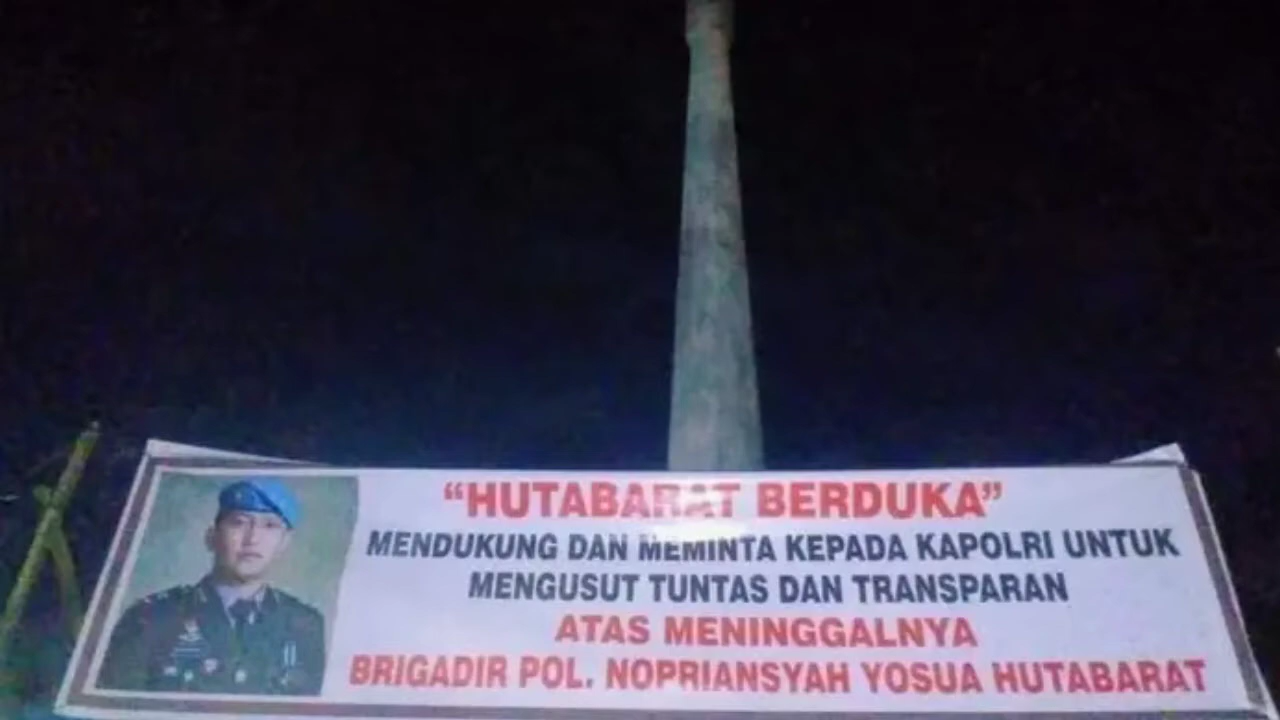 “HUTABARAT BERDUKA”
MENDUKUNG DAN MEMINTA KEPADA KAPOLRI UNTUK
MENGUSUT TUNTAS DAN TRANSPARAN
ATAS MENINGGALNYA
BRIGADIR POL. NOPRIANSYAH YOSUA HUTABARAT